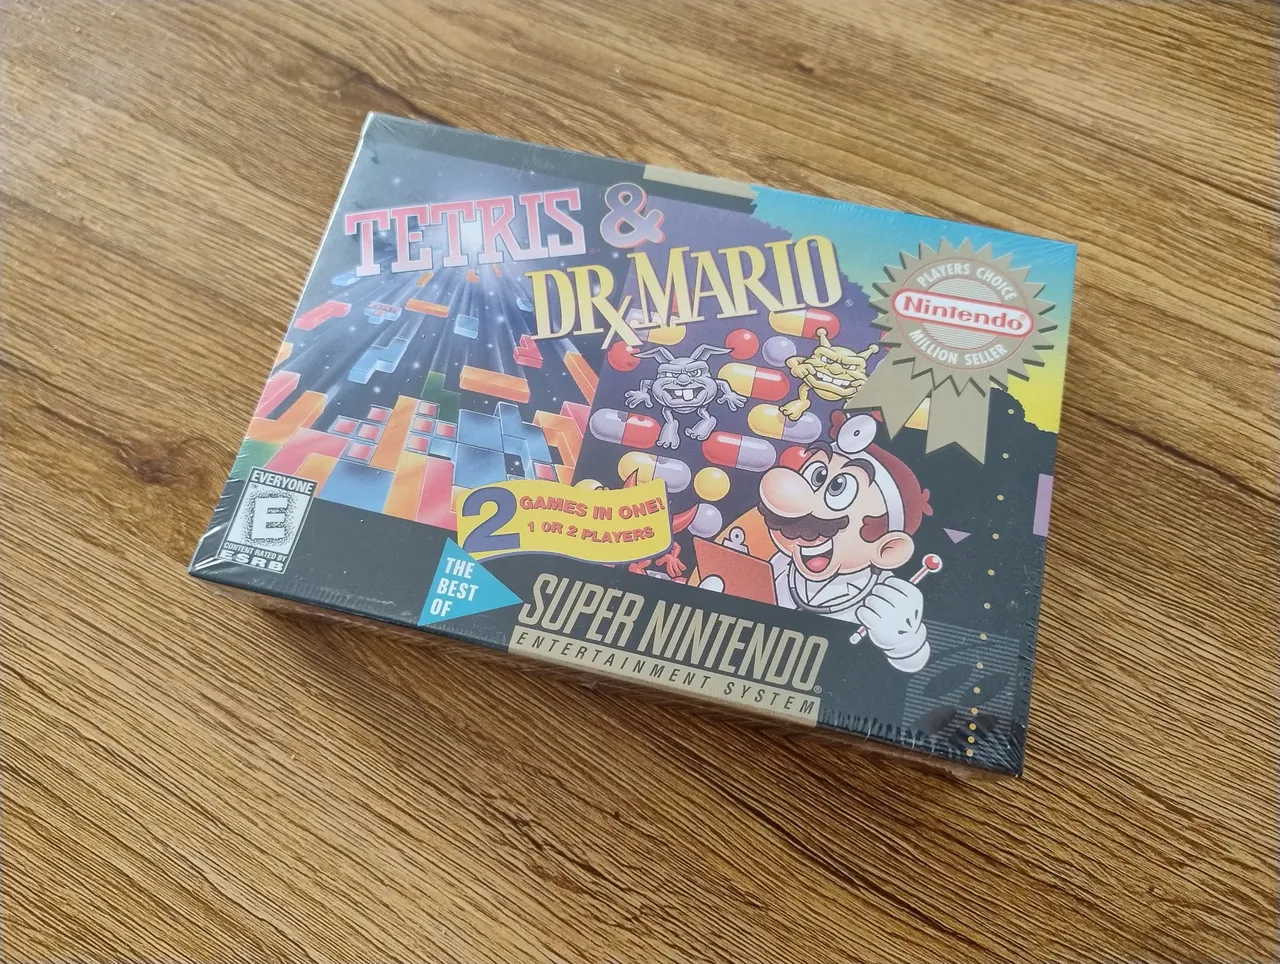 TETRIS &
DR. MARIO
PLAYERS CHOICE
Nintendo®
MILLION SELLER
EVERYONE
E
CONTENT RATED BY
ESRB
2 GAMES IN ONE!
1 OR 2 PLAYERS
THE
BEST
OF
SUPER NINTENDO®
ENTERTAINMENT SYSTEM